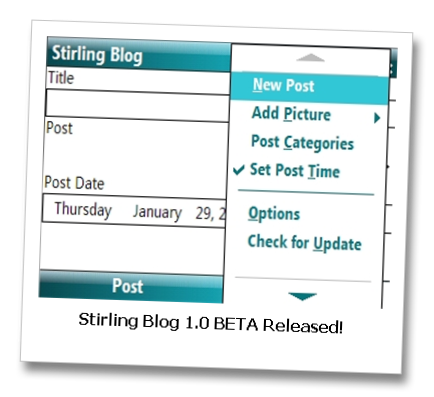 Stirling Blog
Title
Post
Post Date
Thursday January 29, 2
Post
New Post
Add Picture
Post Categories
Set Post Time
Options
Check for Update
Stirling Blog 1.0 BETA Released!